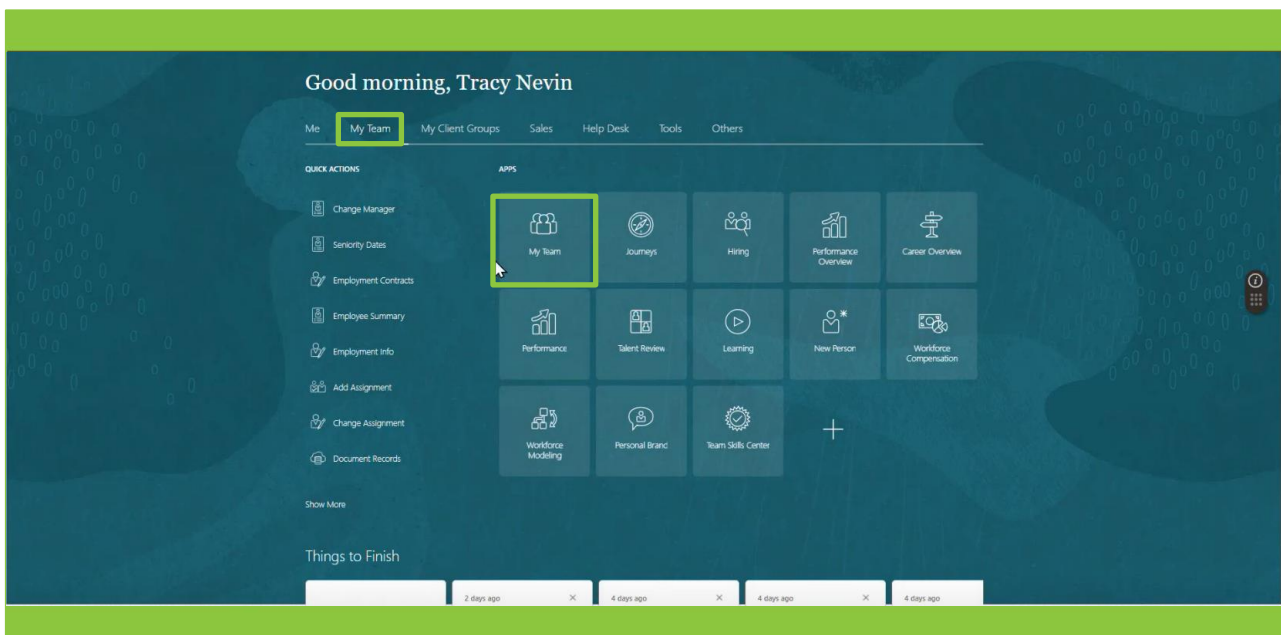 Good morning, Tracy Nevin
Me My Team My Client Groups Sales Help Desk Tools Others
QUICK ACTIONS
Change Manager
Seniority Dates
Employment Contracts
Employee Summary
Employment Info
Add Assignment
Change Assignment
Document Records
Show More
APPS
My Team
Journeys
Hiring
Performance
Overview
Career Overview
Performance
Talent Review
Learning
New Person
Workforce
Compensation
Workforce
Modeling
Personal Brand
Team Skills Center
Things to Finish
2 days ago
4 days ago
4 days ago
4 days ago